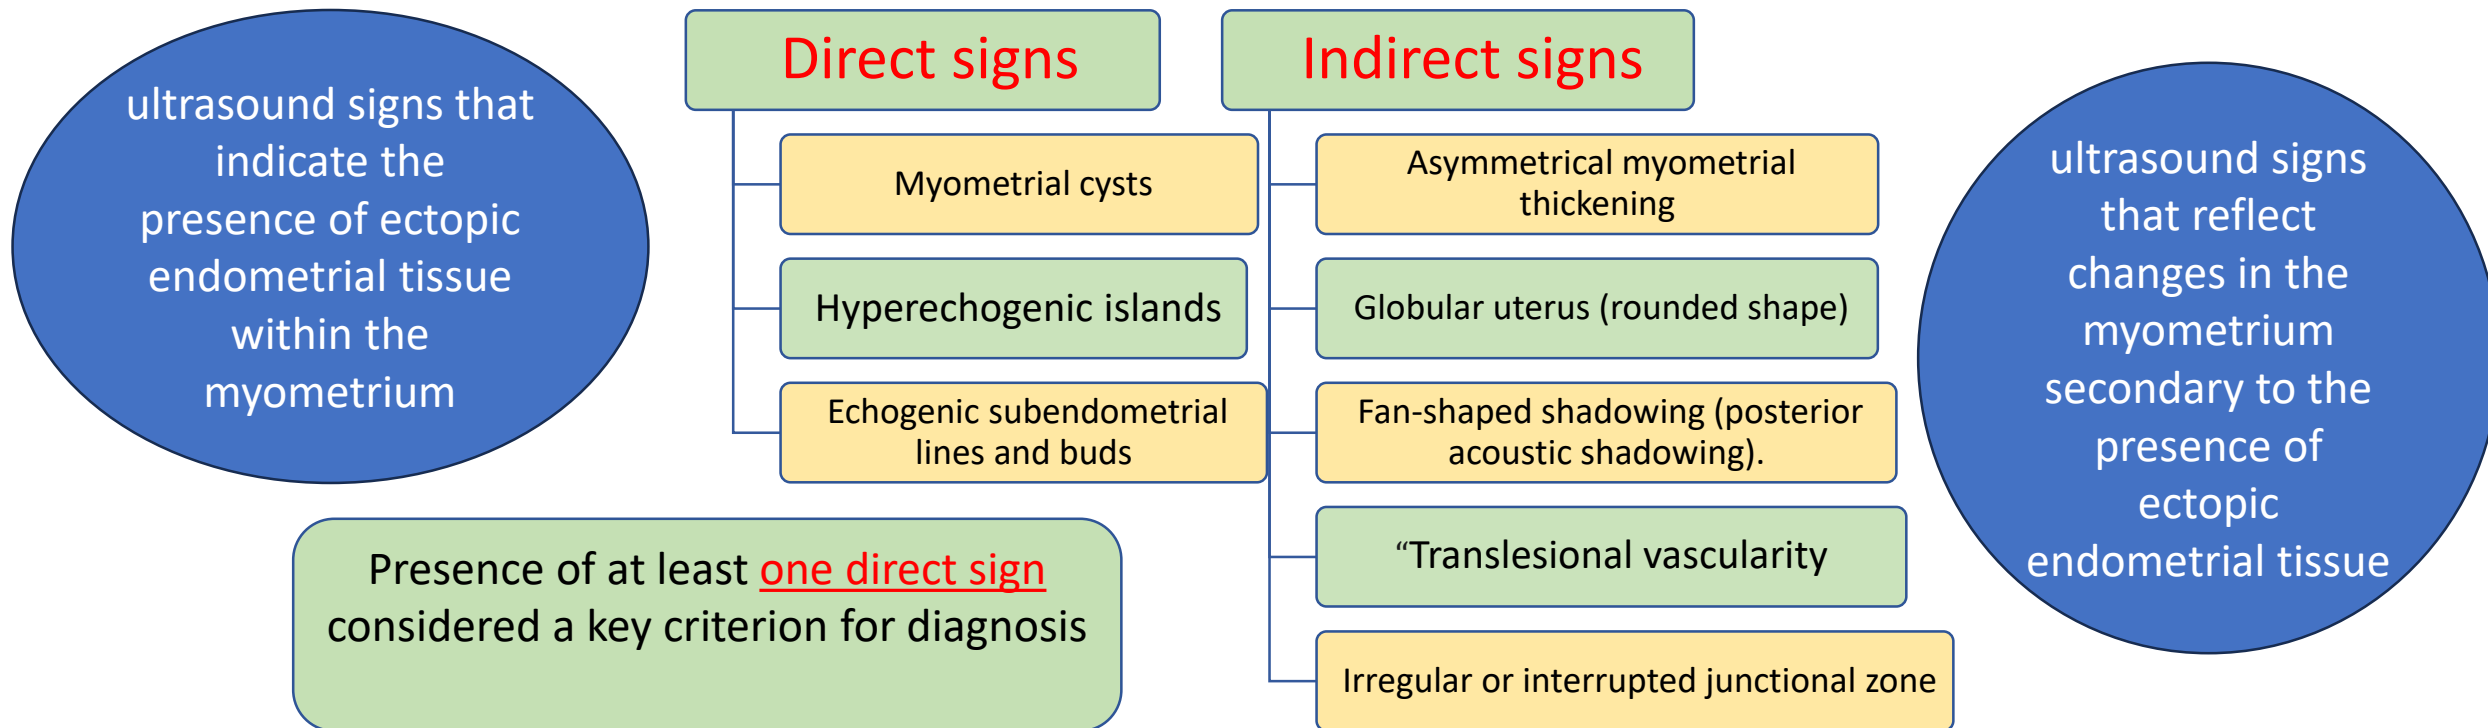 ultrasound signs that
indicate the
presence of ectopic
endometrial tissue
within the
myometrium
Direct signs
Myometrial cysts
Hyperechogenic islands
Echogenic subendometrial
lines and buds
Presence of at least one direct sign
considered a key criterion for diagnosis
Indirect signs
Asymmetrical myometrial
thickening
Globular uterus (rounded shape)
Fan-shaped shadowing (posterior
acoustic shadowing).
“Translesional vascularity
Irregular or interrupted junctional zone
ultrasound signs
that reflect
changes in the
myometrium
secondary to the
presence of
ectopic
endometrial tissue